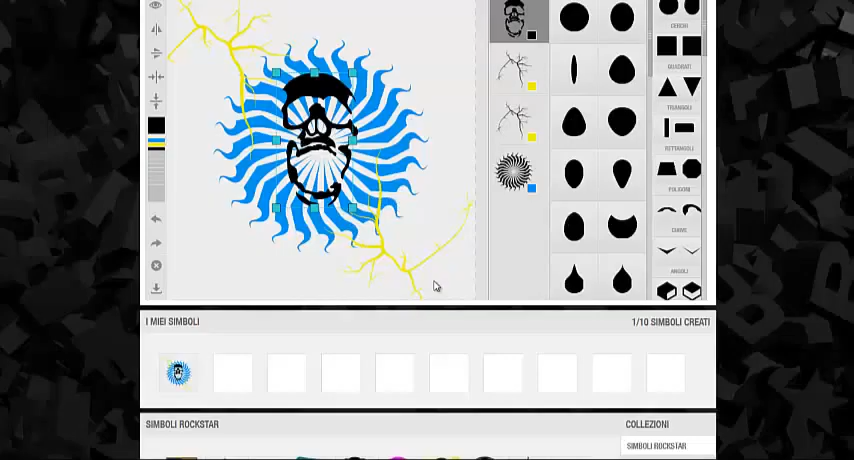 CERCHI
QUADRATI
TRIANGOLI
RETTANGOLI
POLIGONI
CURVE
ANGOLI
I MIEI SIMBOLI
1/10 SIMBOLI CREATI
SIMBOLI ROCKSTAR
COLLEZIONI
SIMBOLI ROCKSTAR